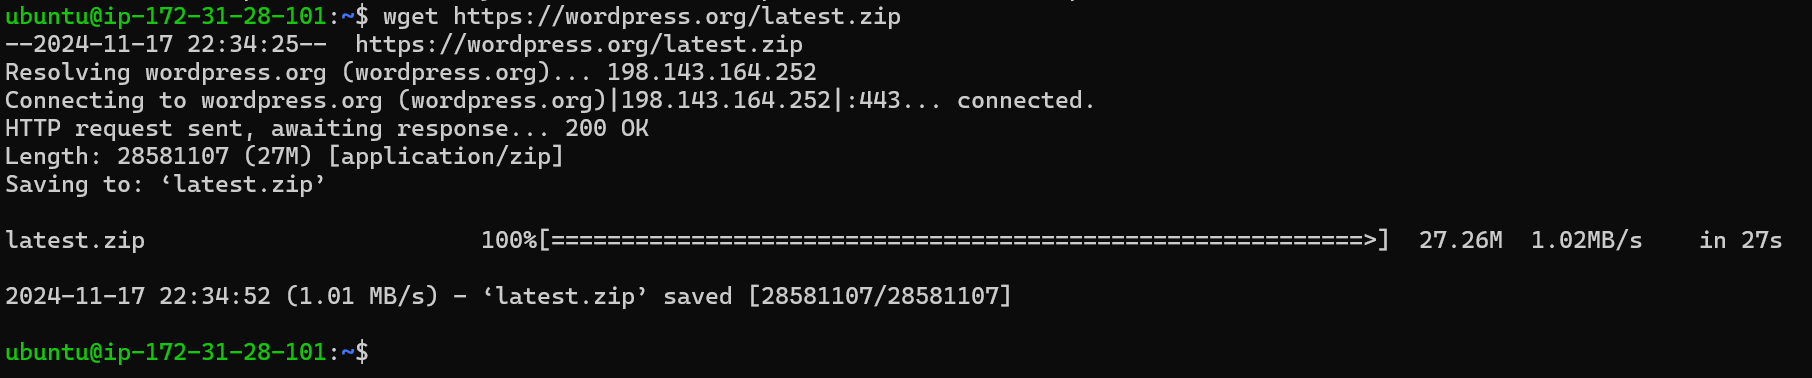 ubuntu@ip-172-31-28-101:~$ wget https://wordpress.org/latest.zip
--2024-11-17 22:34:25--  https://wordpress.org/latest.zip
Resolving wordpress.org (wordpress.org)... 198.143.164.252
Connecting to wordpress.org (wordpress.org)|198.143.164.252|:443... connected.
HTTP request sent, awaiting response... 200 OK
Length: 28581107 (27M) [application/zip]
Saving to: ‘latest.zip’
latest.zip                        100%[==========================================================>]  27.26M  1.02MB/s    in 27s
2024-11-17 22:34:52 (1.01 MB/s) - ‘latest.zip’ saved [28581107/28581107]
ubuntu@ip-172-31-28-101:~$